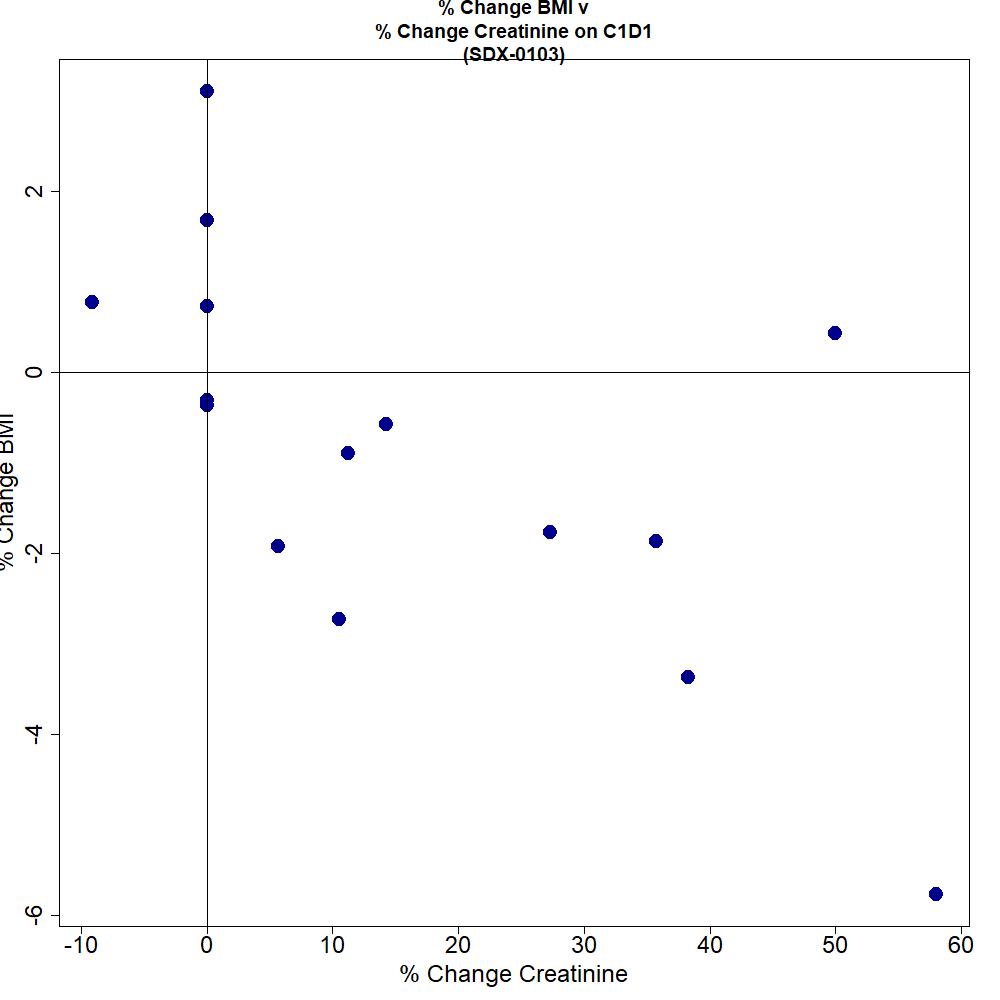 % Change BMI v
% Change Creatinine on C1D1
(SDX-0103)
2
0
-2
-4
-6
% Change BMI
-10 0 10 20 30 40 50 60
% Change Creatinine